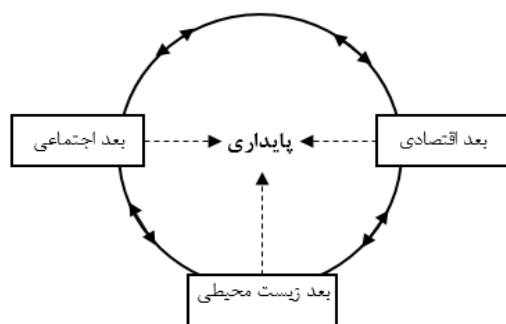 بعد اقتصادی
پایداری
بعد اجتماعی
بعد زیست محیطی